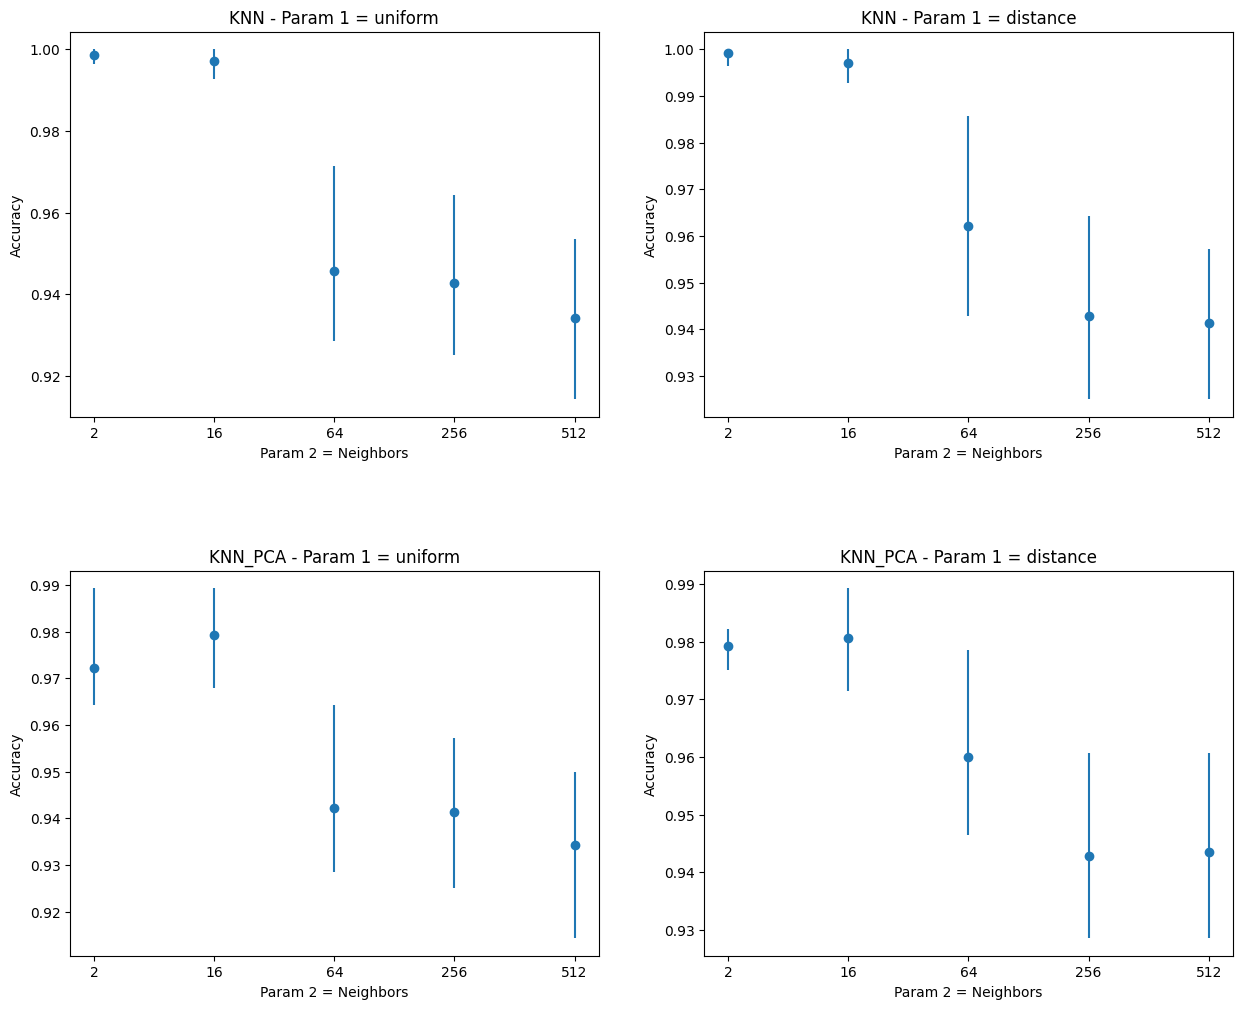 KNN - Param 1 = uniform
1.00
0.98
0.96
0.94
0.92
Accuracy
2 16 64 256 512
Param 2 = Neighbors
KNN - Param 1 = distance
1.00
0.99
0.98
0.97
0.96
0.95
0.94
0.93
Accuracy
2 16 64 256 512
Param 2 = Neighbors
KNN_PCA - Param 1 = uniform
0.99
0.98
0.97
0.96
0.95
0.94
0.93
0.92
Accuracy
2 16 64 256 512
Param 2 = Neighbors
KNN_PCA - Param 1 = distance
0.99
0.98
0.97
0.96
0.95
0.94
0.93
Accuracy
2 16 64 256 512
Param 2 = Neighbors